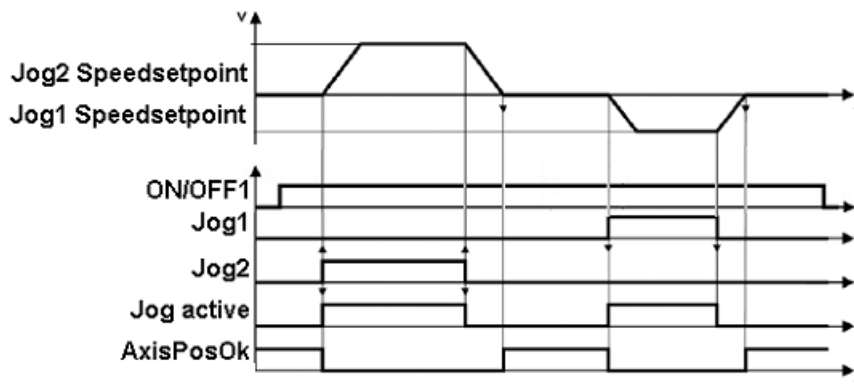 v
Jog2 Speedsetpoint
Jog1 Speedsetpoint
ON/OFF1
Jog1
Jog2
Jog active
AxisPosOk